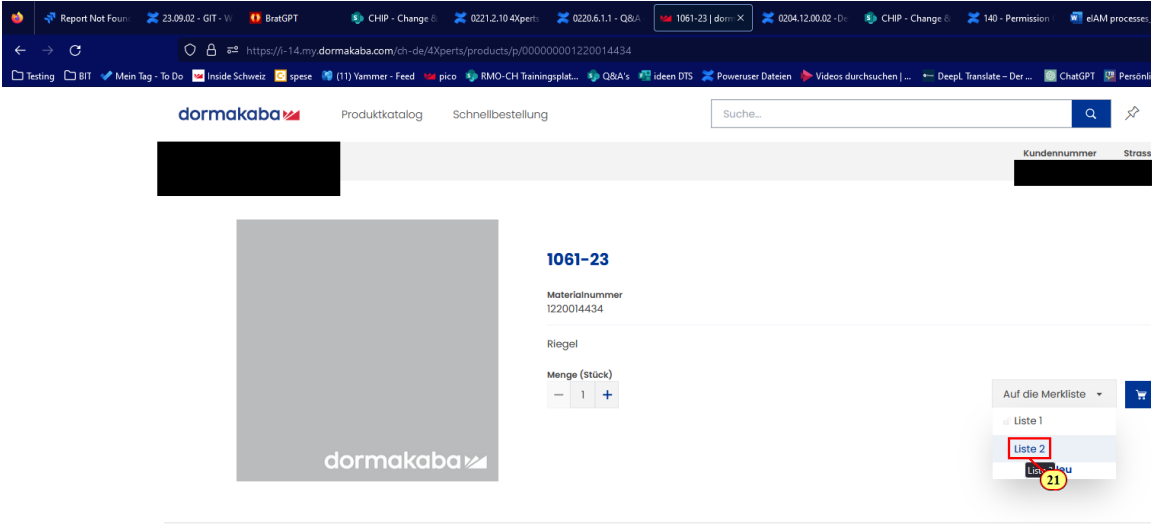 Report Not Foun
23.09.02 - GIT - W
BratGPT
CHIP - Change &
0221.2.10 4Xperts
0220.6.1.1 - Q&A
1061-23 | dorm
0204.12.00.02 -De
CHIP - Change &
140 - Permission
eIAM processes_
https://i-14.my.dormakaba.com/ch-de/4Xperts/products/p/000000001220014434
Testing
BIT
Mein Tag - To Do
Inside Schweiz
spese
(11) Yammer - Feed
pico
RMO-CH Trainingsplat...
Q&A's
ideen DTS
Poweruser Dateien
Videos durchsuchen | ...
DeepL Translate – Der ...
ChatGPT
Persönli
dormakaba
Produktkatalog
Schnellbestellung
Suche...
Kundennummer
Strass
1061-23
Materialnummer
1220014434
Riegel
Menge (Stück)
− 1 +
Auf die Merkliste
Liste 1
Liste 2
21
dormakaba